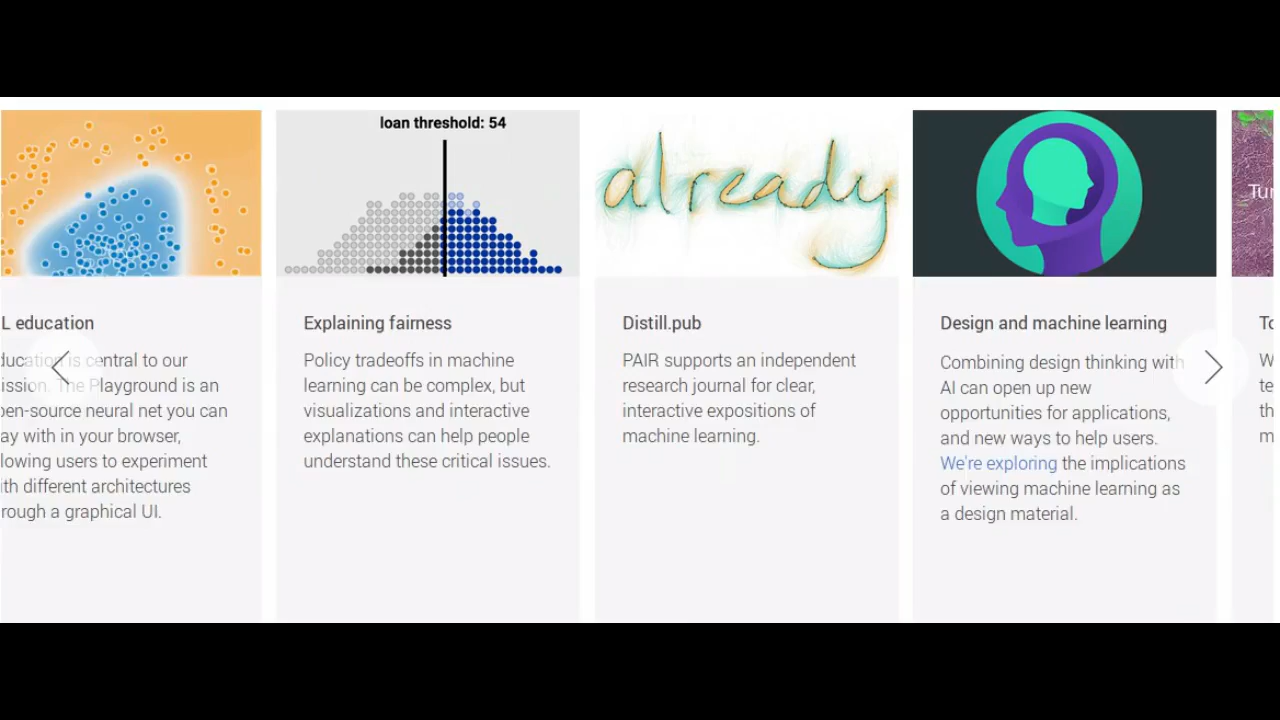 loan threshold: 54
already
Tur
L education
ducation is central to our
ission. The Playground is an
pen-source neural net you can
ay with in your browser,
lowing users to experiment
ith different architectures
rough a graphical UI.
Explaining fairness
Policy tradeoffs in machine
learning can be complex, but
visualizations and interactive
explanations can help people
understand these critical issues.
Distill.pub
PAIR supports an independent
research journal for clear,
interactive expositions of
machine learning.
Design and machine learning
Combining design thinking with
AI can open up new
opportunities for applications,
and new ways to help users.
We're exploring the implications
of viewing machine learning as
a design material.
To
W
te
th
m